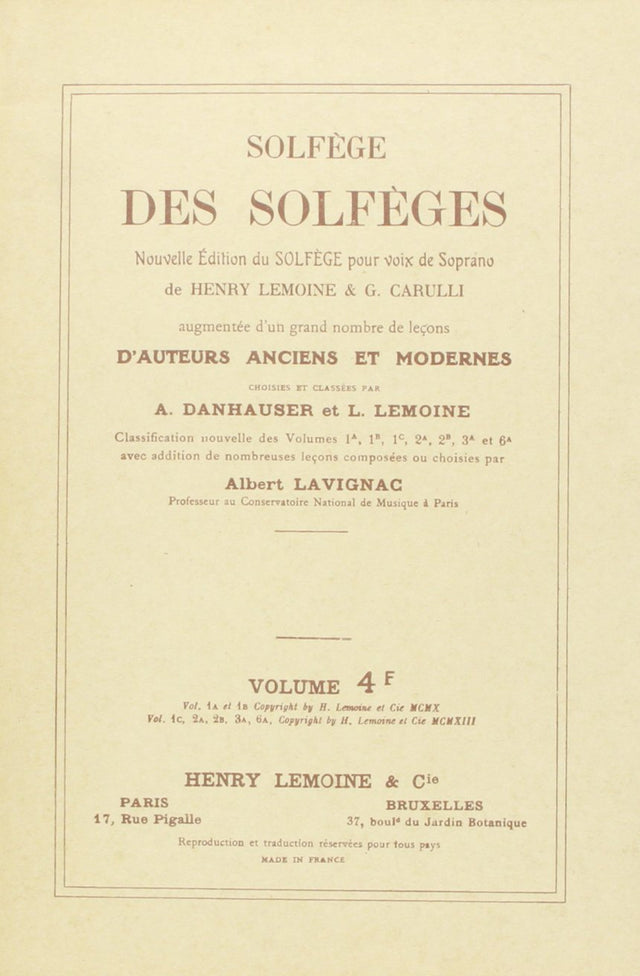 SOLFÈGE
DES SOLFÈGES
Nouvelle Édition du SOLFÈGE pour voix de Soprano
de HENRY LEMOINE & G. CARULLI
augmentée d'un grand nombre de leçons
D'AUTEURS ANCIENS ET MODERNES
CHOISIES ET CLASSÉES PAR
A. DANHAUSER et L. LEMOINE
Classification nouvelle des Volumes 1ᴬ, 1ᴮ, 1ᶜ, 2ᴬ, 2ᴮ, 3ᴬ et 6ᴬ
avec addition de nombreuses leçons composées ou choisies par
Albert LAVIGNAC
Professeur au Conservatoire National de Musique à Paris
VOLUME 4 F
Vol. 1A et 1B Copyright by H. Lemoine et Cie MCMX
Vol. 1C, 2A, 2B, 3A, 6A, Copyright by H. Lemoine et Cie MCMXIII
HENRY LEMOINE & Cie
PARIS
17, Rue Pigalle
BRUXELLES
37, boulᵈ du Jardin Botanique
Reproduction et traduction réservées pour tous pays
MADE IN FRANCE